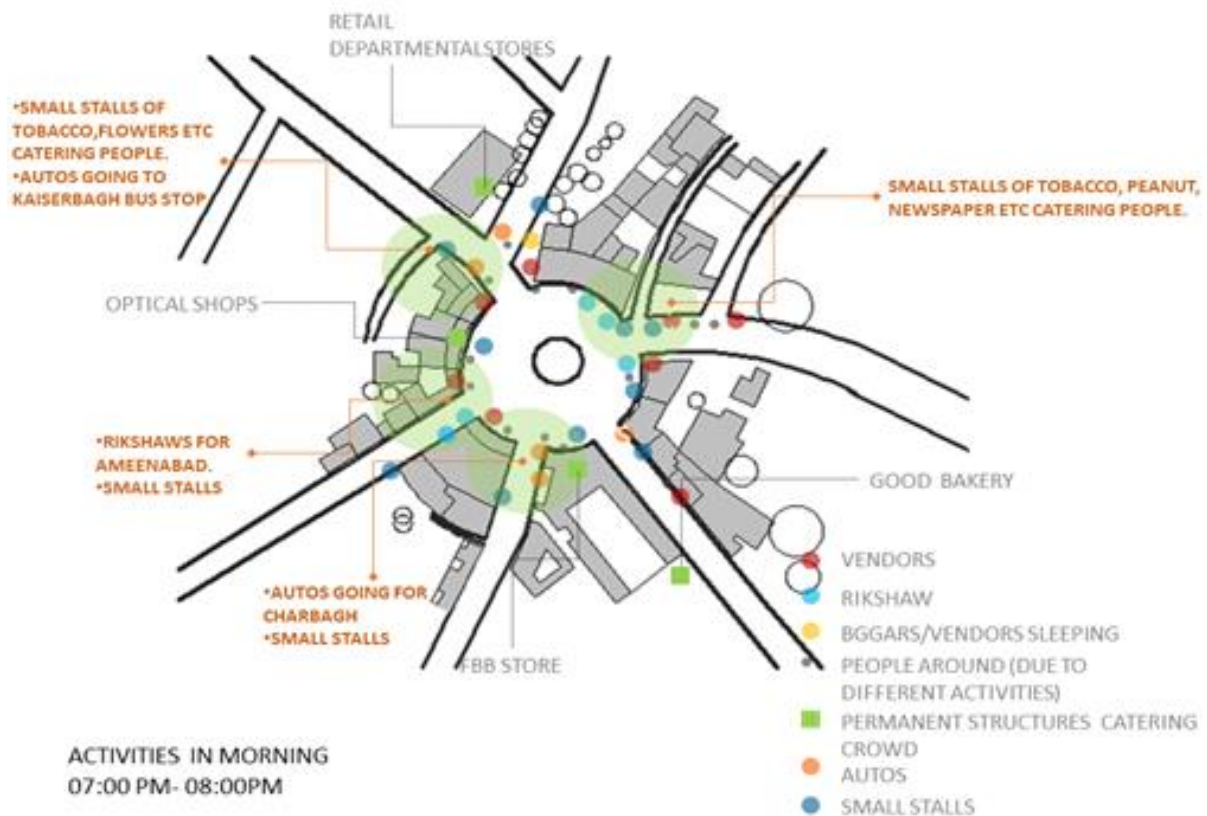 RETAIL
DEPARTMENTALSTORES
•SMALL STALLS OF
TOBACCO,FLOWERS ETC
CATERING PEOPLE.
•AUTOS GOING TO
KAISERBAGH BUS STOP
SMALL STALLS OF TOBACCO, PEANUT,
NEWSPAPER ETC CATERING PEOPLE.
OPTICAL SHOPS
•RIKSHAWS FOR
AMEENABAD.
•SMALL STALLS
GOOD BAKERY
•AUTOS GOING FOR
CHARBAGH
•SMALL STALLS
FBB STORE
VENDORS
RIKSHAW
BGGARS/VENDORS SLEEPING
PEOPLE AROUND (DUE TO
DIFFERENT ACTIVITIES)
PERMANENT STRUCTURES CATERING
CROWD
AUTOS
SMALL STALLS
ACTIVITIES IN MORNING
07:00 PM- 08:00PM